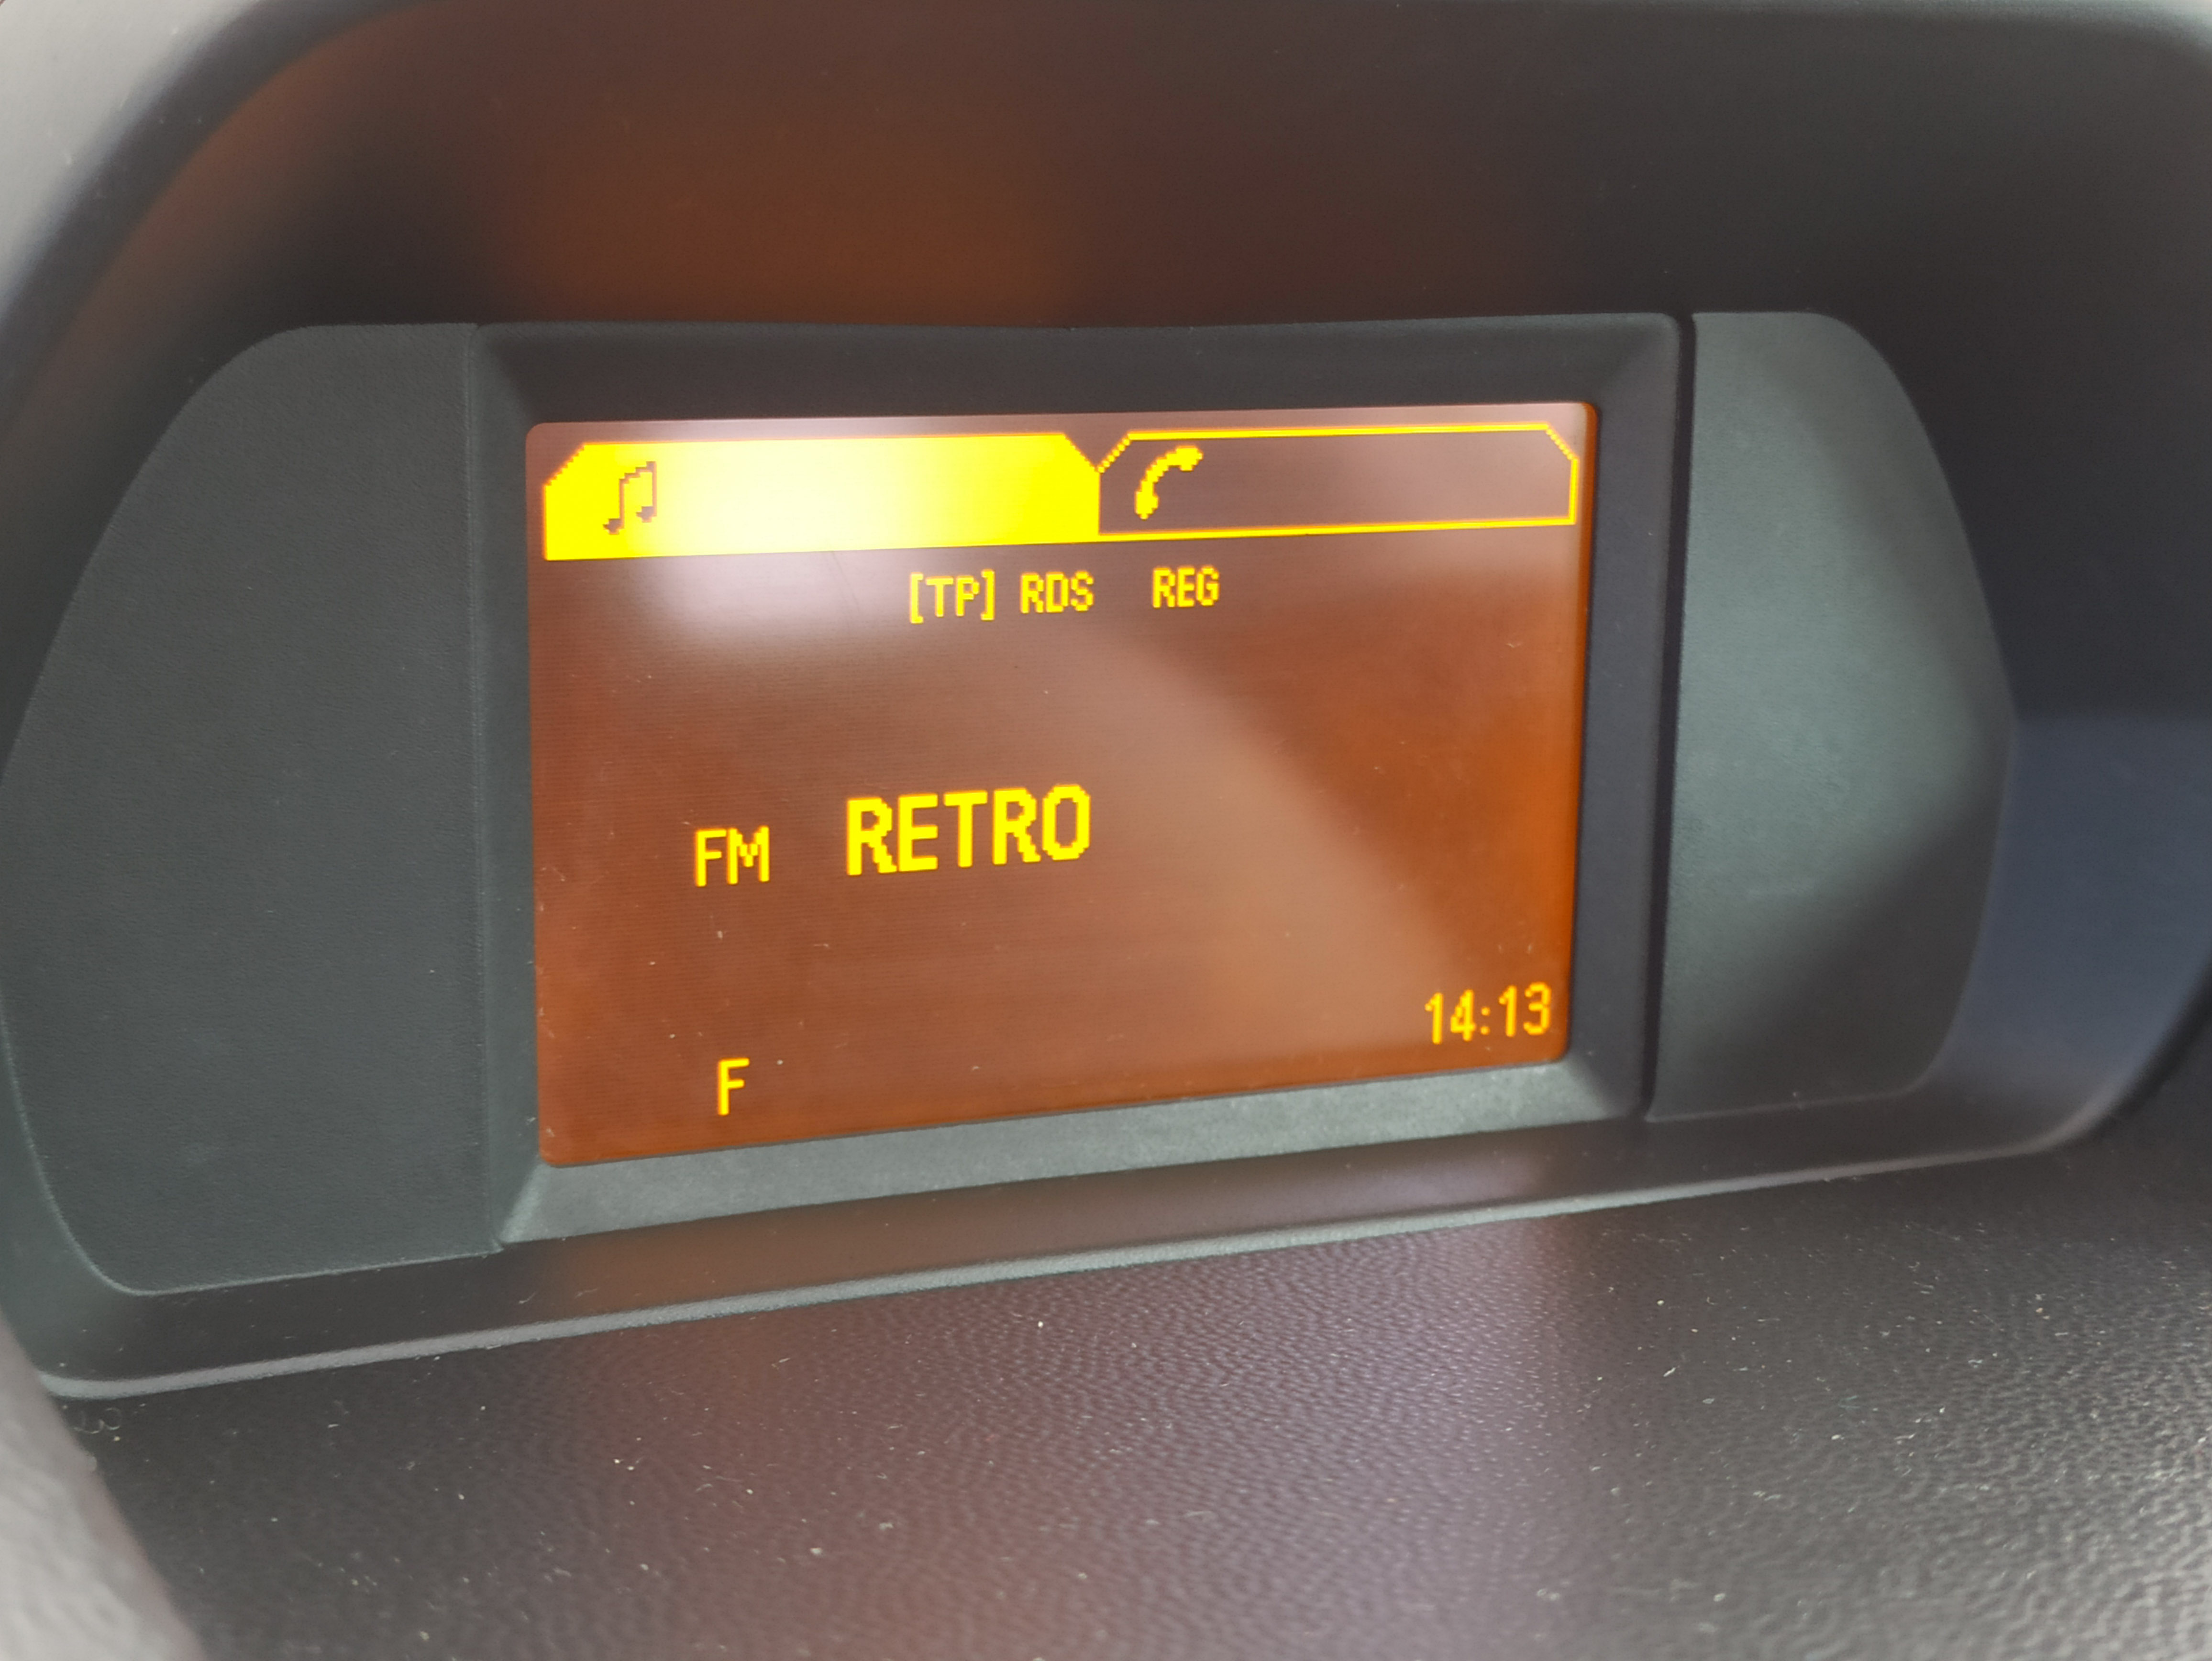 [TP] RDS REG
FM RETRO
14:13
F